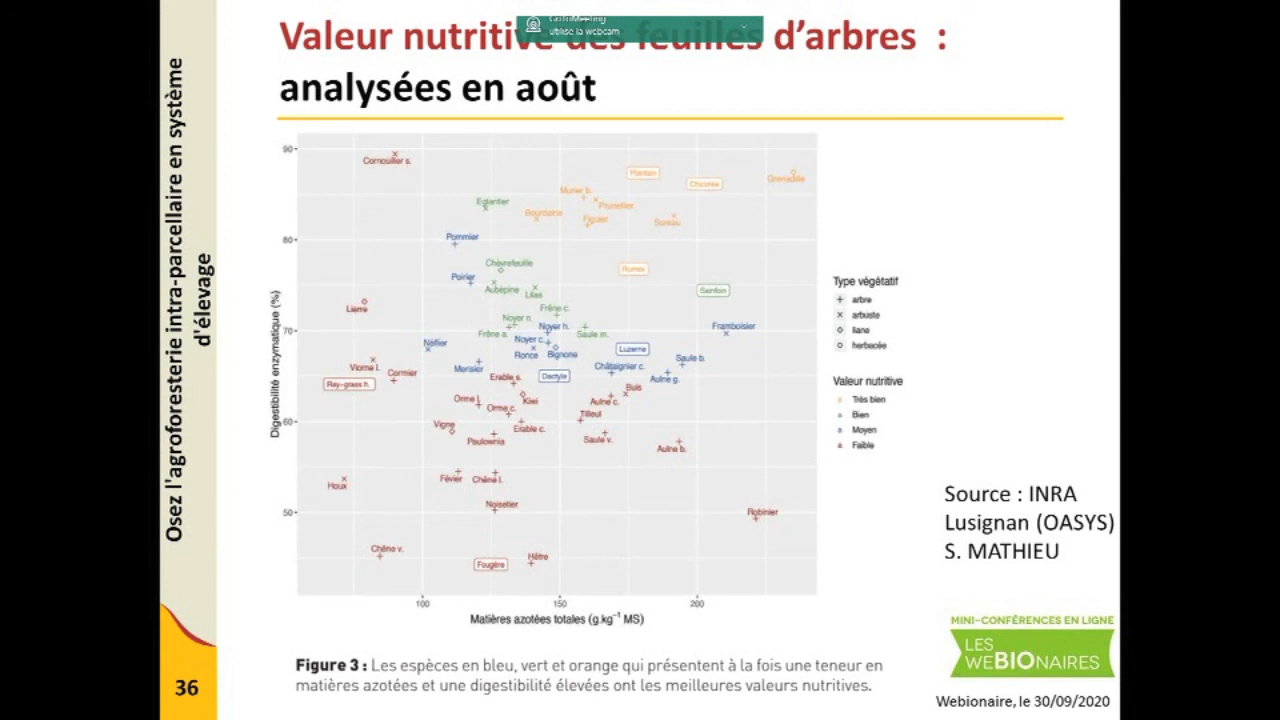 Valeur nutritive des feuilles d'arbres :
GoToMeeting
utilise la webcam
analysées en août
Osez l'agroforesterie intra-parcellaire en système
d'élevage
36
Digestibilité enzymatique (%)
90
80
70
60
50
Cornouiller s.
Plantain
Chicorée
Grenadille
Murier b.
Prunellier
Eglantier
Bourdaine
Figuier
Sureau
Pommier
Chèvrefeuille
Rumex
Poirier
Aubépine
Lilas
Sainfoin
Lierre
Frêne c.
Noyer n.
Noyer h.
Framboisier
Frêne a.
Saule m.
Néflier
Noyer c.
Ronce
Bignone
Luzerne
Saule b.
Viorne l.
Cormier
Merisier
Châtaignier c.
Erable s.
Dactyle
Aulne g.
Ray-grass h.
Buis
Orme l.
Kiwi
Aulne c.
Orme c.
Tilleul
Vigne
Erable c.
Paulownia
Saule v.
Aulne b.
Févier
Chêne l.
Houx
Noisetier
Robinier
Chêne v.
Fougère
Hêtre
100
150
200
Matières azotées totales (g.kg⁻¹ MS)
Type végétatif
arbre
arbuste
liane
herbacée
Valeur nutritive
Très bien
Bien
Moyen
Faible
Source : INRA
Lusignan (OASYS)
S. MATHIEU
Figure 3 : Les espèces en bleu, vert et orange qui présentent à la fois une teneur en
matières azotées et une digestibilité élevées ont les meilleures valeurs nutritives.
MINI-CONFÉRENCES EN LIGNE
LES
WEBIONAIRES
Webionaire, le 30/09/2020